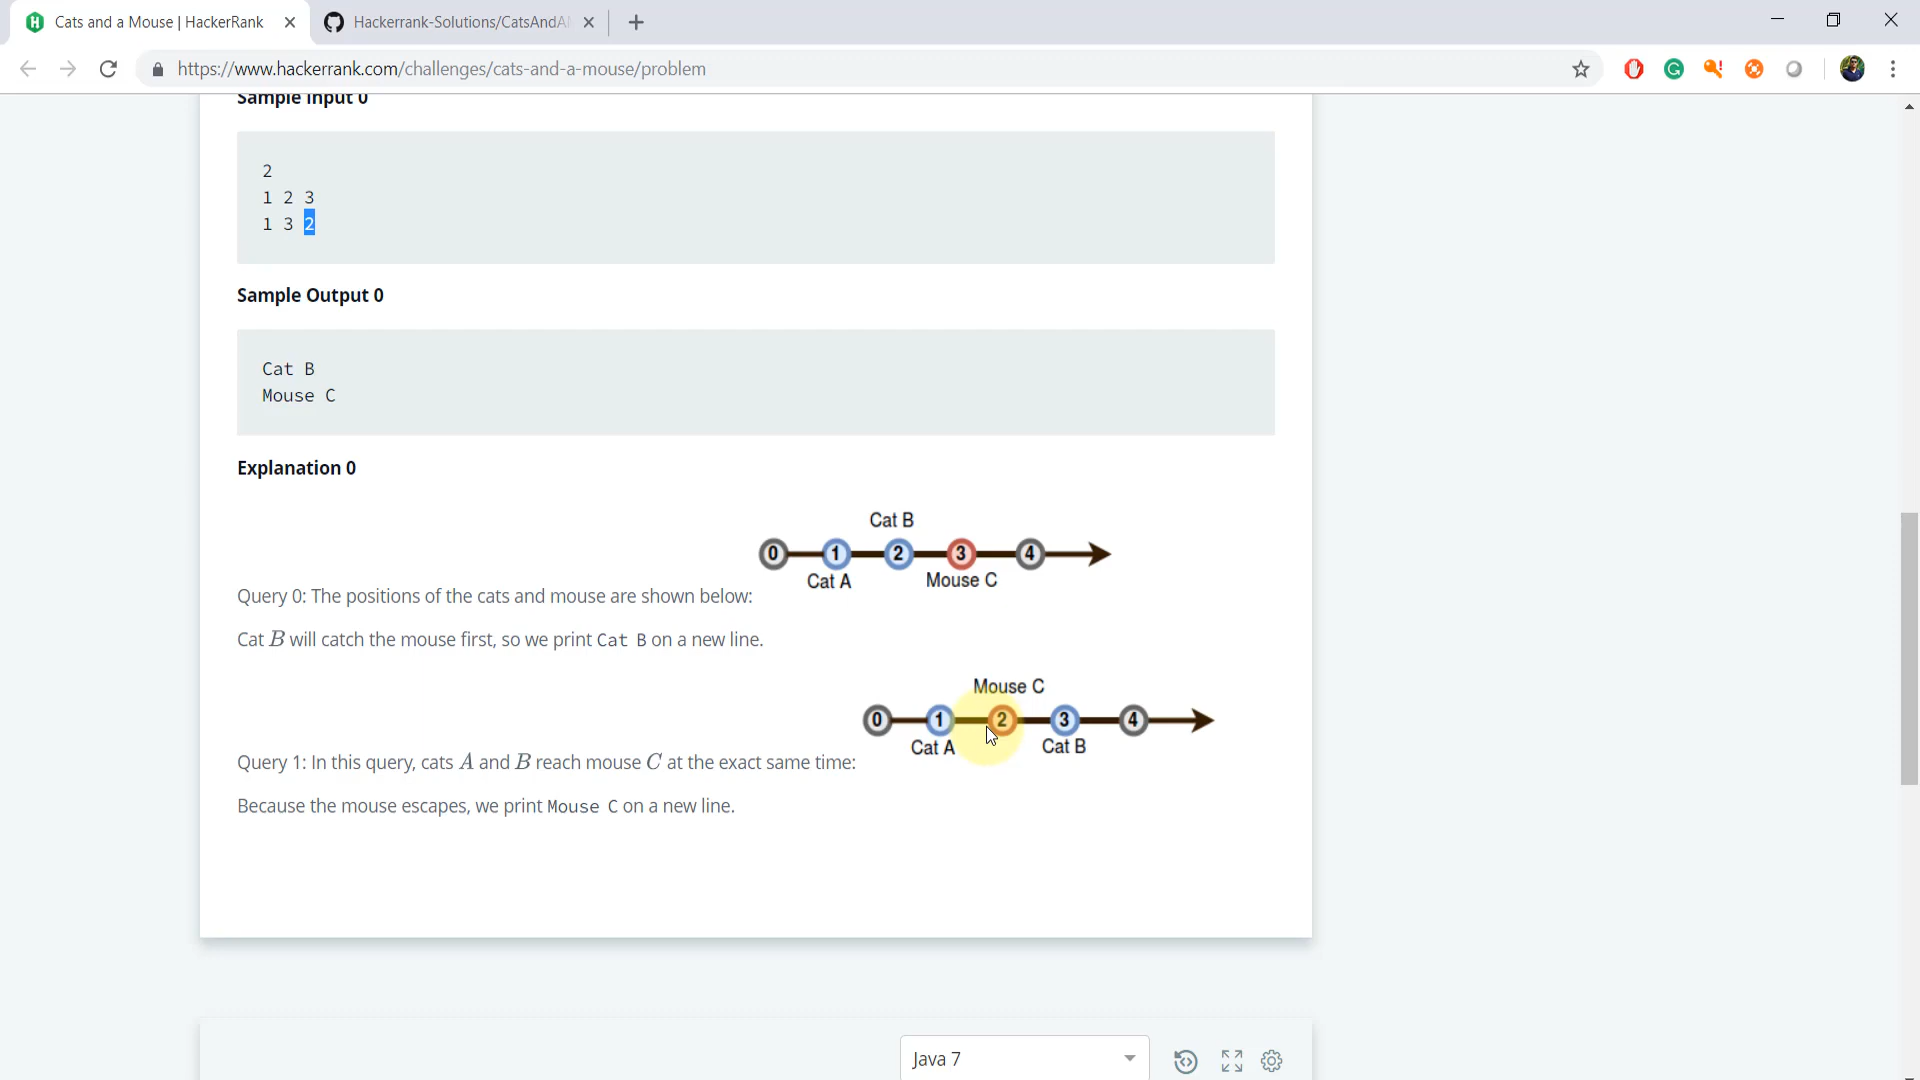 Cats and a Mouse | HackerRank
Hackerrank-Solutions/CatsAndA
https://www.hackerrank.com/challenges/cats-and-a-mouse/problem
Sample Input 0
2
1 2 3
1 3 2
Sample Output 0
Cat B
Mouse C
Explanation 0
Cat B
0 1 2 3 4
Cat A Mouse C
Query 0: The positions of the cats and mouse are shown below:
Cat B will catch the mouse first, so we print Cat B on a new line.
Mouse C
0 1 2 3 4
Cat A Cat B
Query 1: In this query, cats A and B reach mouse C at the exact same time:
Because the mouse escapes, we print Mouse C on a new line.
Java 7